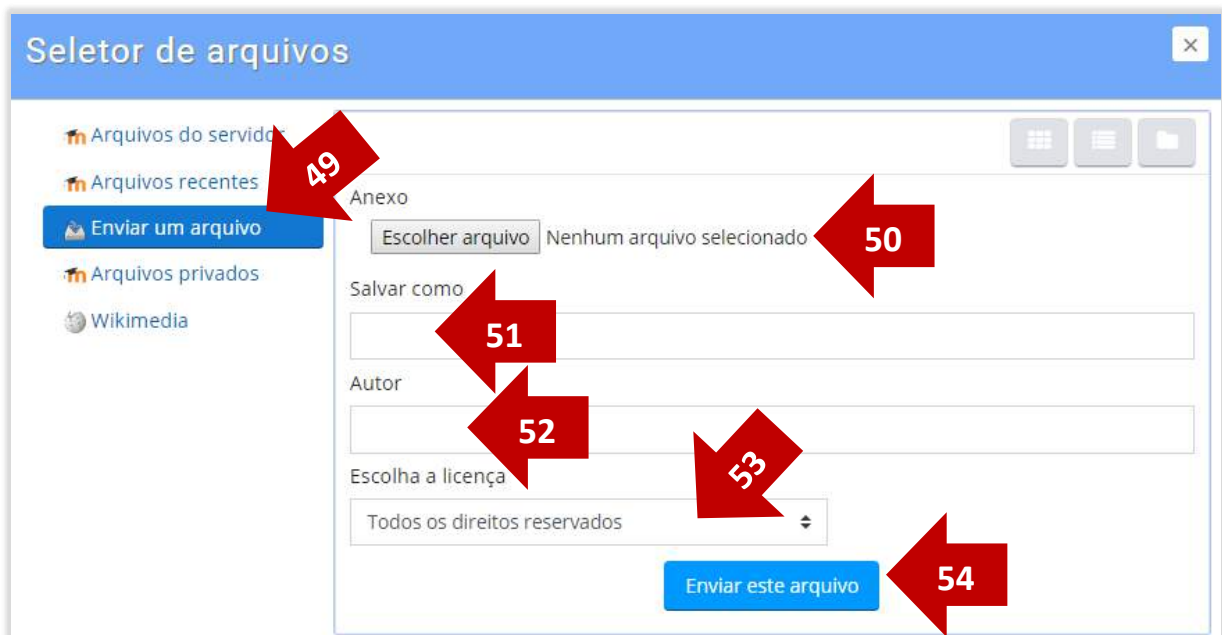 Seletor de arquivos
×
Arquivos do servidor
Arquivos recentes
49
Enviar um arquivo
Arquivos privados
Wikimedia
Anexo
Escolher arquivo Nenhum arquivo selecionado
50
Salvar como
51
Autor
52
Escolha a licença
53
Todos os direitos reservados
Enviar este arquivo
54